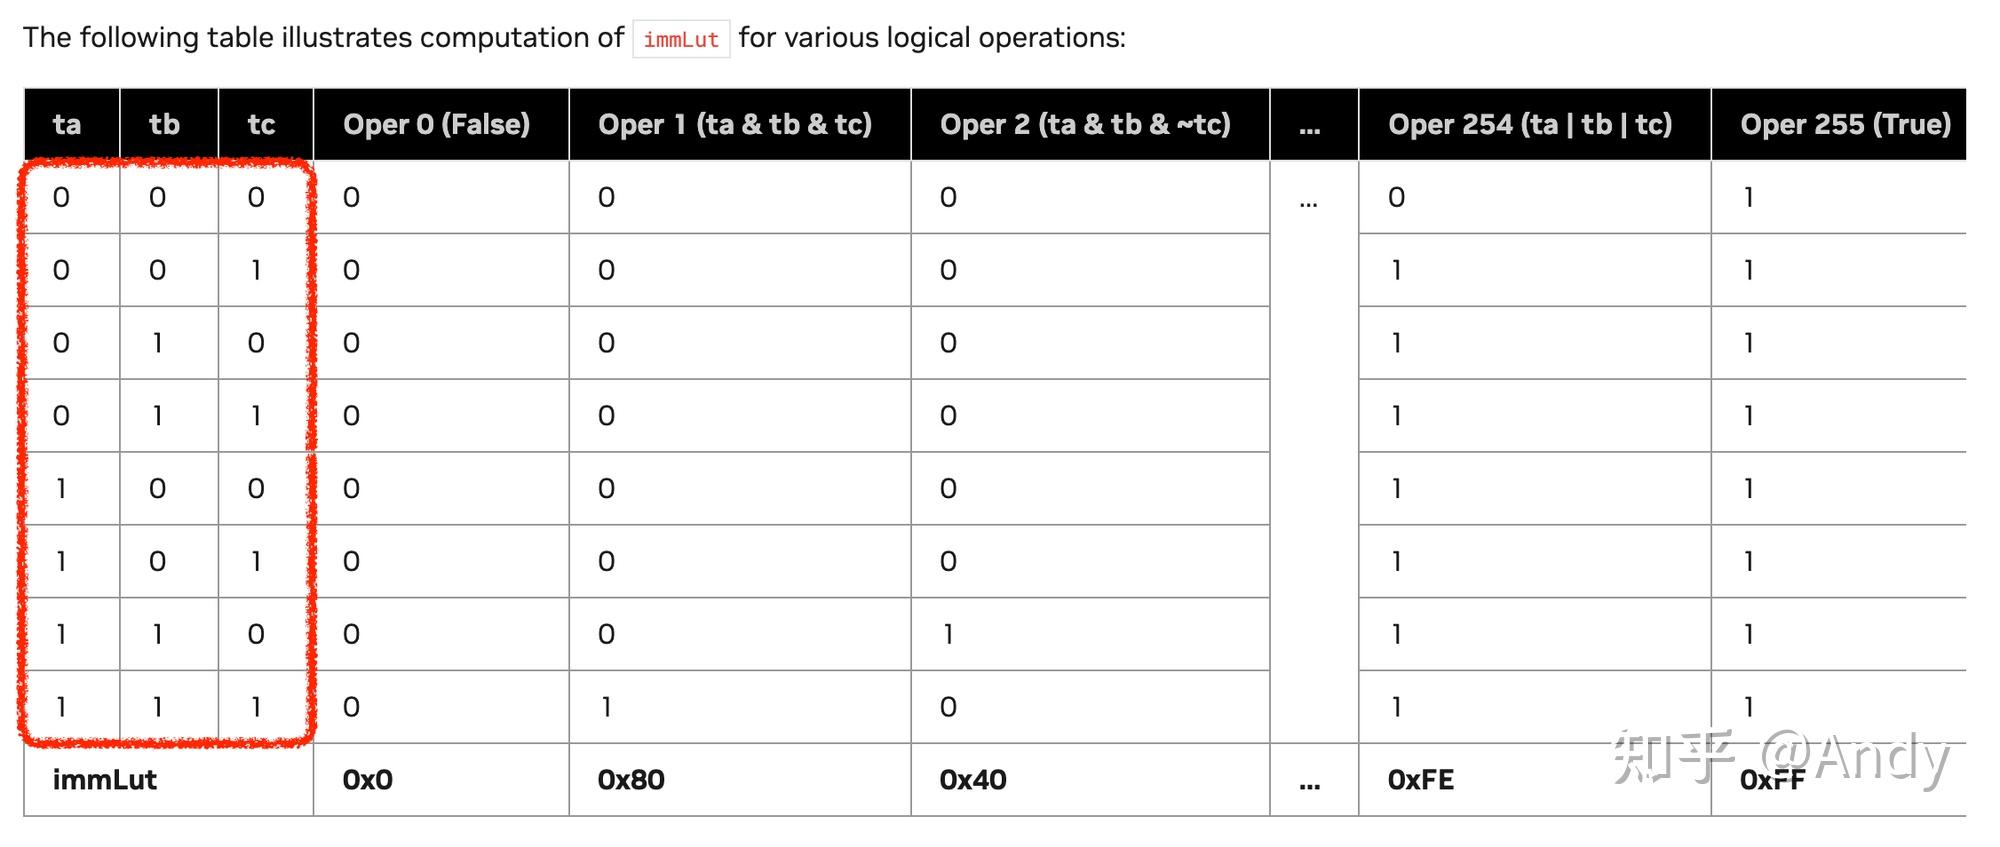 The following table illustrates computation of immLut for various logical operations:
ta tb tc Oper 0 (False) Oper 1 (ta & tb & tc) Oper 2 (ta & tb & ~tc) ... Oper 254 (ta | tb | tc) Oper 255 (True)
0 0 0 0 0 0 ... 0 1
0 0 1 0 0 0 1 1
0 1 0 0 0 0 1 1
0 1 1 0 0 0 1 1
1 0 0 0 0 0 1 1
1 0 1 0 0 0 1 1
1 1 0 0 0 1 1 1
1 1 1 0 1 0 1 1
immLut 0x0 0x80 0x40 ... 0xFE 0xFF
知乎 @Andy